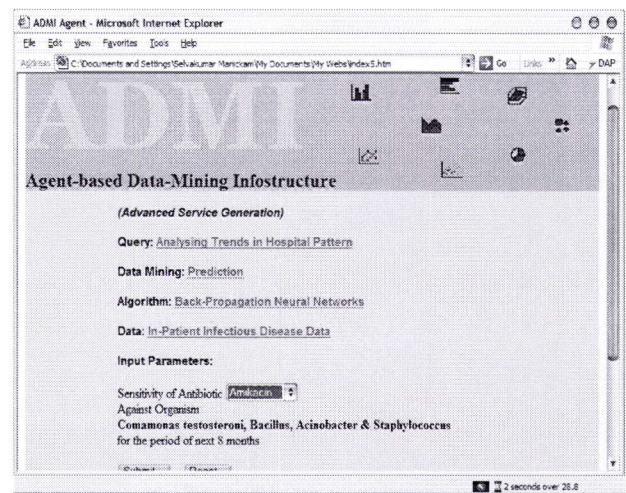 ADMI Agent - Microsoft Internet Explorer
File Edit View Favorites Tools Help
Address C:\Documents and Settings\Selvakumar Manickam\My Documents\My Webs\index5.htm Go Links » DAP
ADMI
Agent-based Data-Mining Infostructure
(Advanced Service Generation)
Query: Analysing Trends in Hospital Pattern
Data Mining: Prediction
Algorithm: Back-Propagation Neural Networks
Data: In-Patient Infectious Disease Data
Input Parameters:
Sensitivity of Antibiotic Amikacin
Against Organism
Comamonas testosteroni, Bacillus, Acinobacter & Staphylococcus
for the period of next 8 months
Submit Reset
2 seconds over 28.8